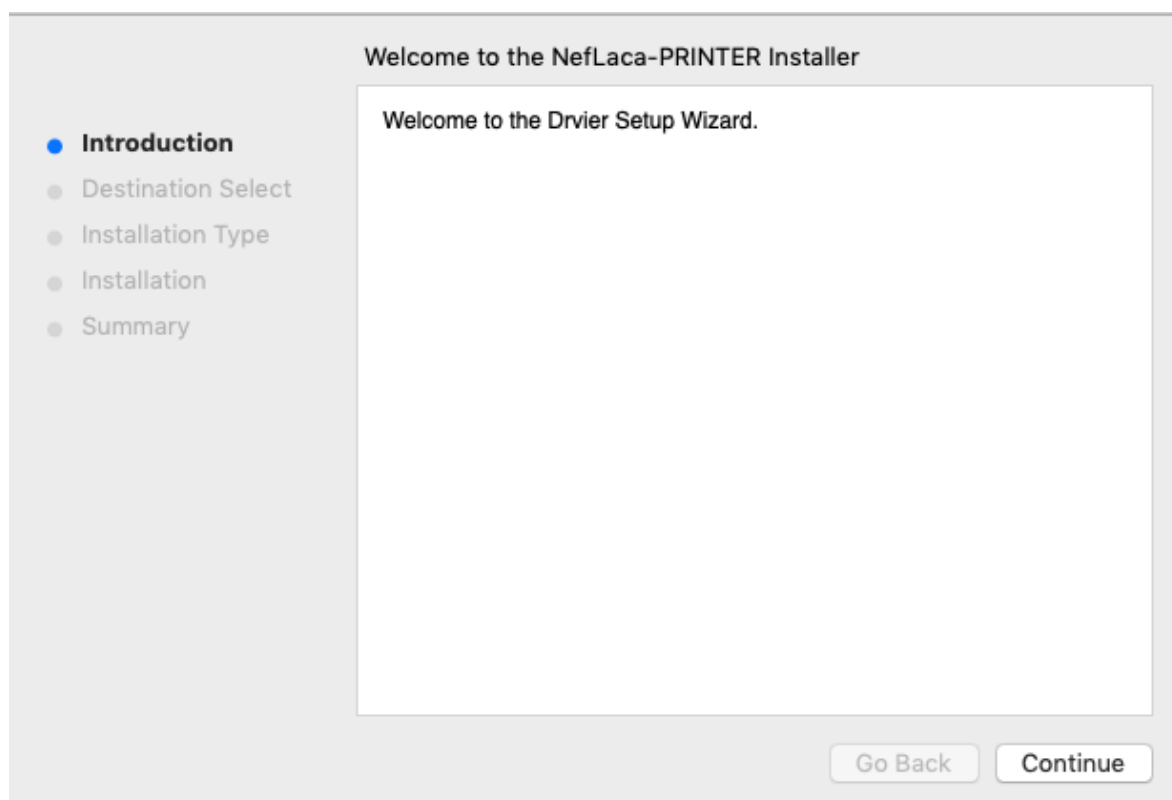 Welcome to the NefLaca-PRINTER Installer
Introduction
Destination Select
Installation Type
Installation
Summary
Welcome to the Drvier Setup Wizard.
Go Back
Continue